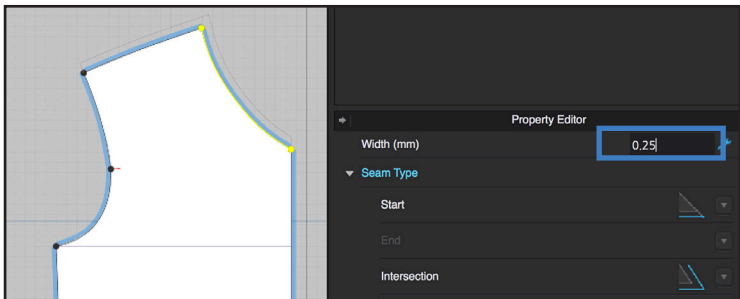 Property Editor
Width (mm) 0.25
Seam Type
Start
End
Intersection